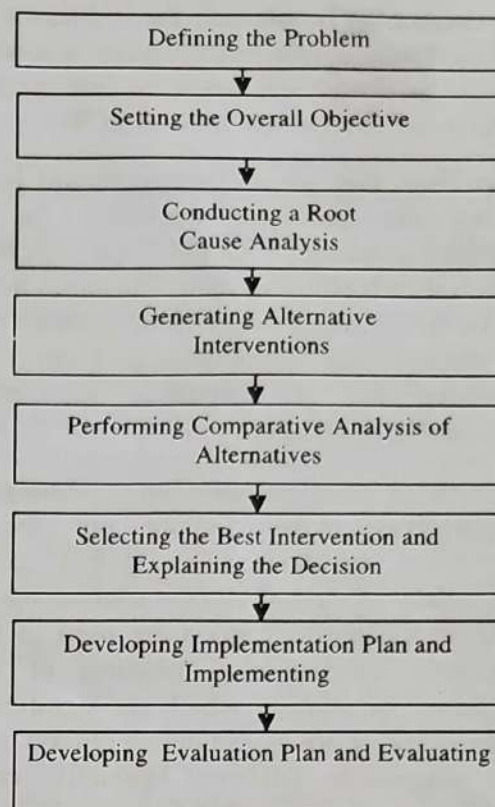 Defining the Problem
Setting the Overall Objective
Conducting a Root
Cause Analysis
Generating Alternative
Interventions
Performing Comparative Analysis of
Alternatives
Selecting the Best Intervention and
Explaining the Decision
Developing Implementation Plan and
Implementing
Developing Evaluation Plan and Evaluating